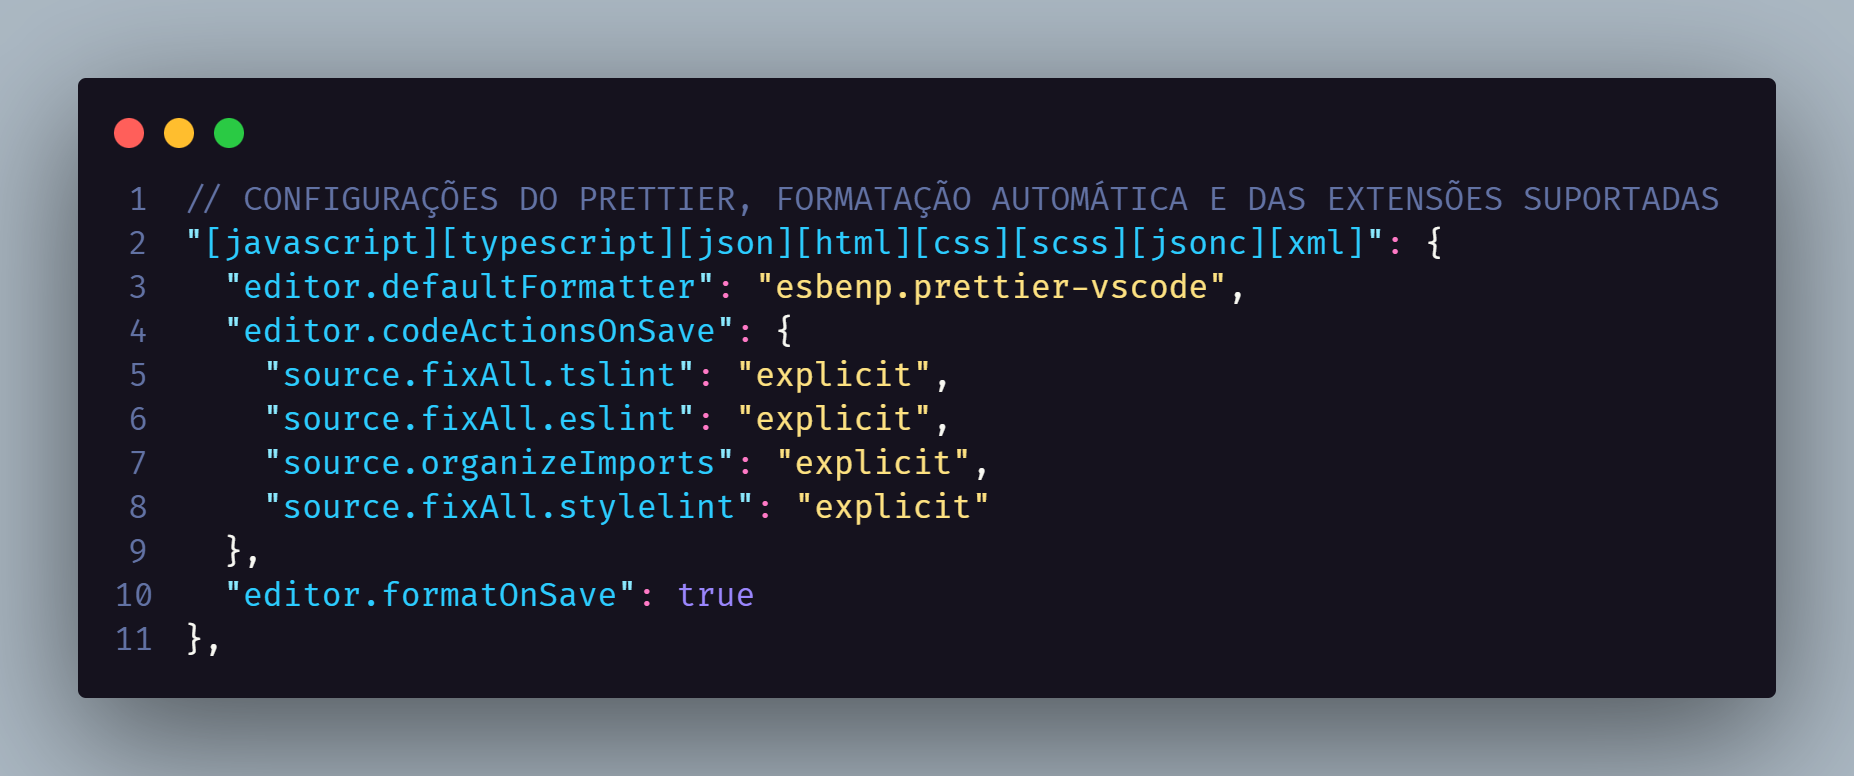 1 // CONFIGURAÇÕES DO PRETTIER, FORMATAÇÃO AUTOMÁTICA E DAS EXTENSÕES SUPORTADAS
2 "[javascript][typescript][json][html][css][scss][jsonc][xml]": {
3   "editor.defaultFormatter": "esbenp.prettier-vscode",
4   "editor.codeActionsOnSave": {
5     "source.fixAll.tslint": "explicit",
6     "source.fixAll.eslint": "explicit",
7     "source.organizeImports": "explicit",
8     "source.fixAll.stylelint": "explicit"
9   },
10   "editor.formatOnSave": true
11 },